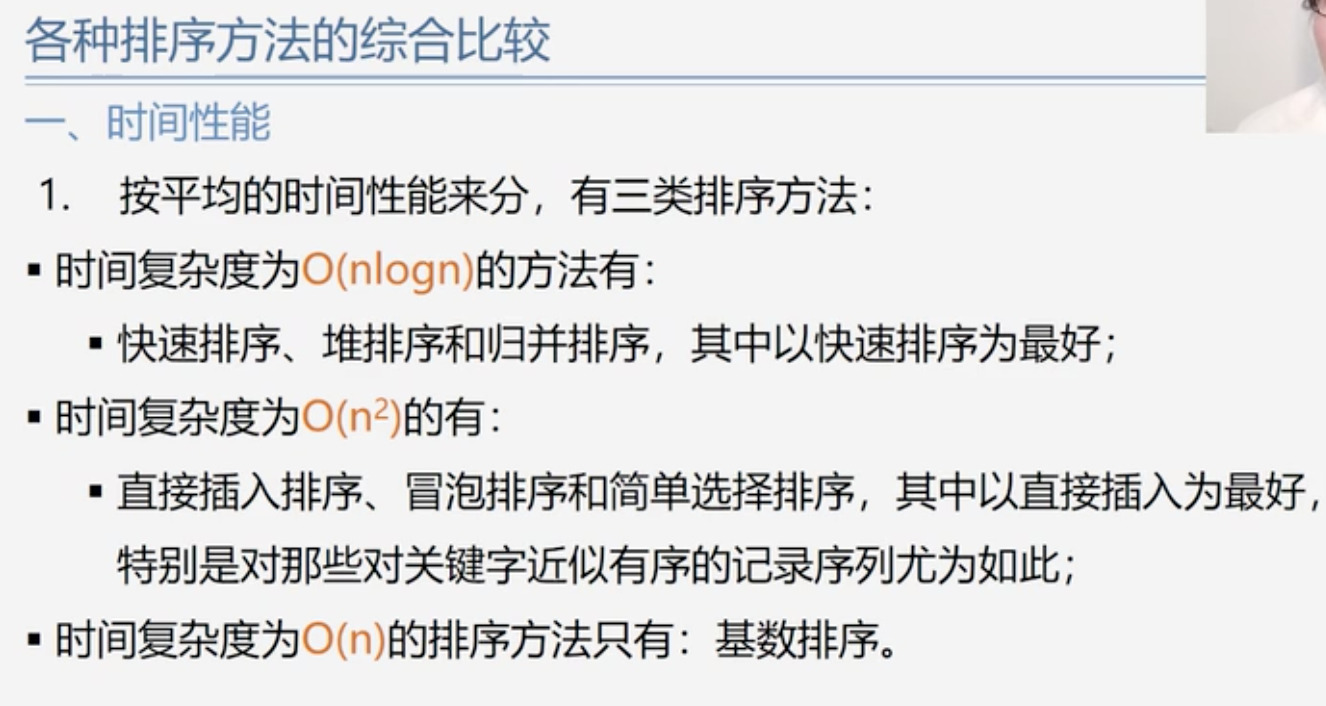 各种排序方法的综合比较
一、时间性能
1. 按平均的时间性能来分，有三类排序方法：
▪ 时间复杂度为O(nlogn)的方法有：
▪ 快速排序、堆排序和归并排序，其中以快速排序为最好；
▪ 时间复杂度为O(n²)的有：
▪ 直接插入排序、冒泡排序和简单选择排序，其中以直接插入为最好，
特别是对那些对关键字近似有序的记录序列尤为如此；
▪ 时间复杂度为O(n)的排序方法只有：基数排序。